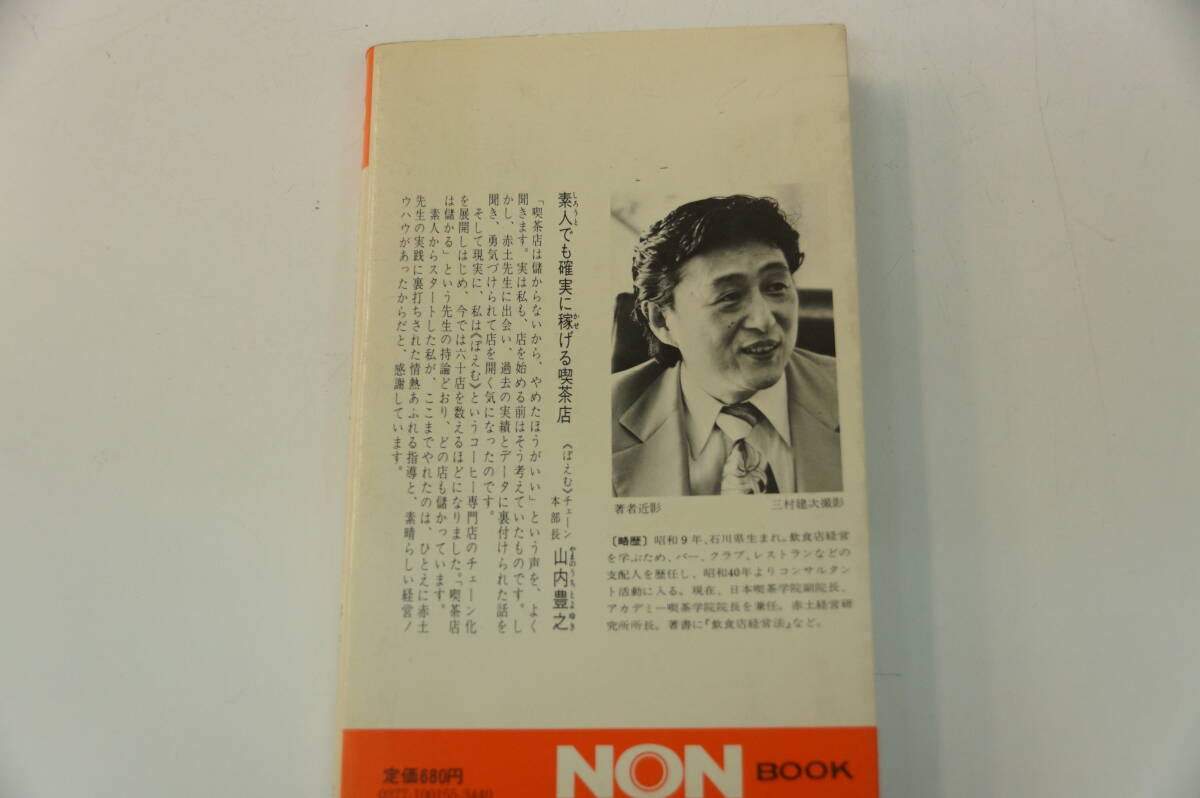 著者近影
三村建次撮影
〔略歴〕昭和9年、石川県生まれ。飲食店経営
を学ぶため、バー、クラブ、レストランなどの
支配人を歴任し、昭和40年よりコンサルタン
ト活動に入る。現在、日本喫茶学院副院長、
アカデミー喫茶学院院長を兼任。赤土経営研
究所所長。著書に『飲食店経営法』など。
素人でも確実に稼げる喫茶店
しろうと
かせ
《ぽえむ》チェーン
本部長 山内豊之
やまのうち とよゆき
「喫茶店は儲からないから、やめたほうがいい」という声を、よく
聞きます。実は私も、店を始める前はそう考えていたものです。し
かし、赤土先生に出会い、過去の実績とデータに裏付けられた話を
聞き、勇気づけられて店を開く気になったのです。
そして現実に、私は《ぽえむ》というコーヒー専門店のチェーン化
を展開しはじめ、今では六十店を数えるほどになりました。「喫茶店
は儲かる」という先生の持論どおり、どの店も儲かっています。
素人からスタートした私が、ここまでやれたのは、ひとえに赤土
先生の実践に裏打ちされた情熱あふれる指導と、素晴らしい経営ノ
ウハウがあったからだと、感謝しています。
NON BOOK
定価680円
0277-100155-3440